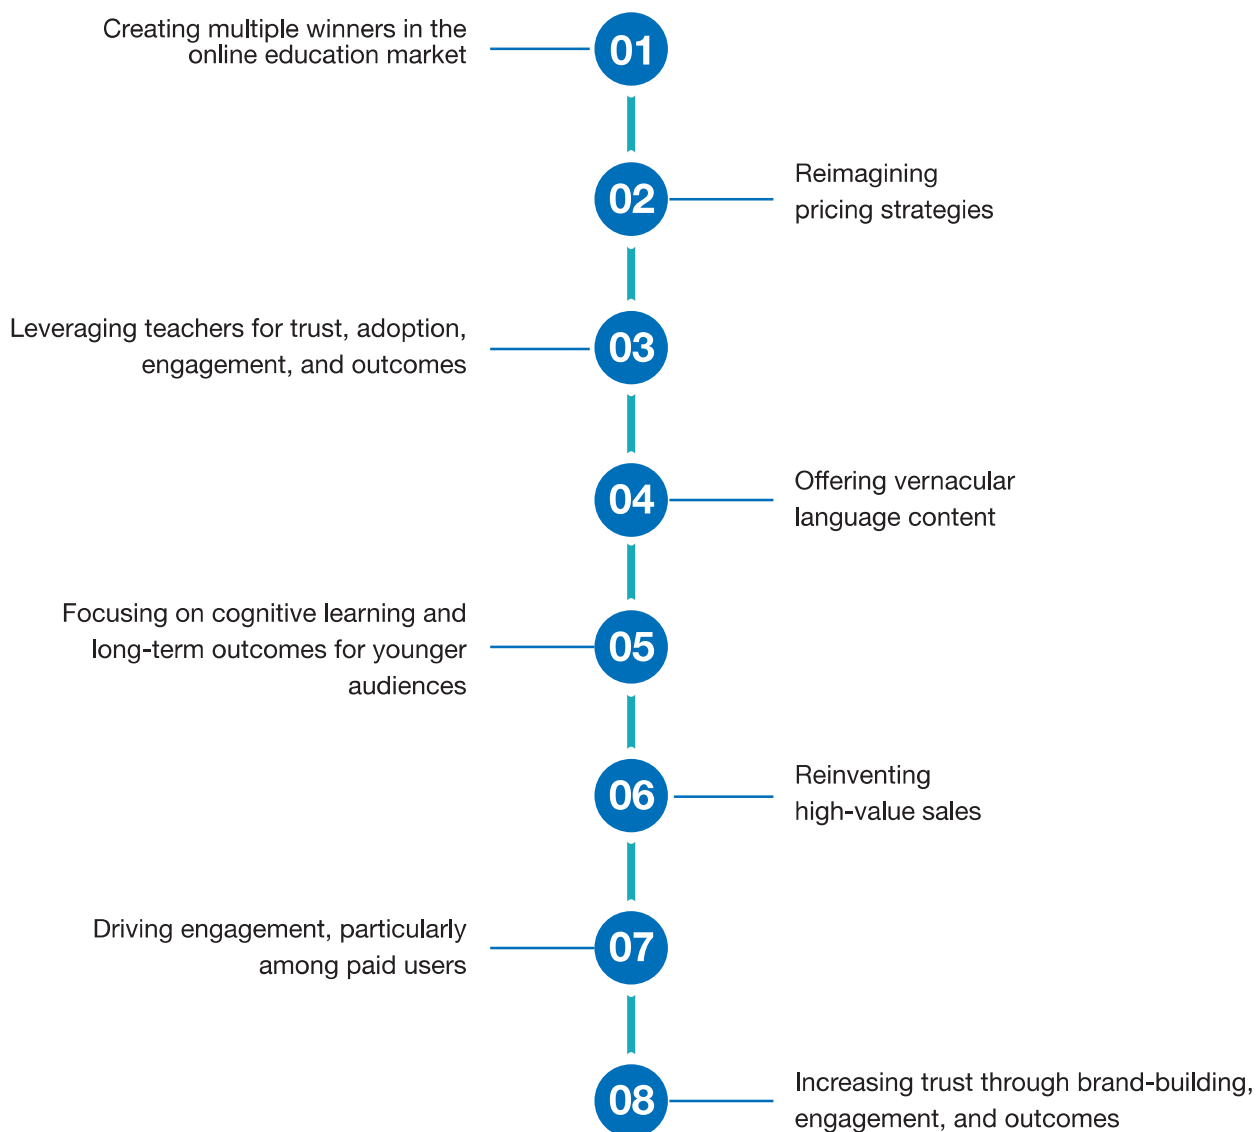 Creating multiple winners in the
online education market
01
02
Reimagining
pricing strategies
Leveraging teachers for trust, adoption,
engagement, and outcomes
03
04
Offering vernacular
language content
Focusing on cognitive learning and
long-term outcomes for younger
audiences
05
06
Reinventing
high-value sales
Driving engagement, particularly
among paid users
07
08
Increasing trust through brand-building,
engagement, and outcomes